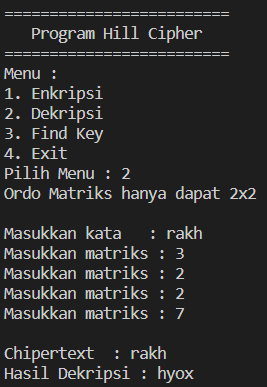 =========================
Program Hill Cipher
=========================
Menu :
1. Enkripsi
2. Dekripsi
3. Find Key
4. Exit
Pilih Menu : 2
Ordo Matriks hanya dapat 2x2
Masukkan kata   : rakh
Masukkan matriks : 3
Masukkan matriks : 2
Masukkan matriks : 2
Masukkan matriks : 7
Chipertext  : rakh
Hasil Dekripsi : hyox